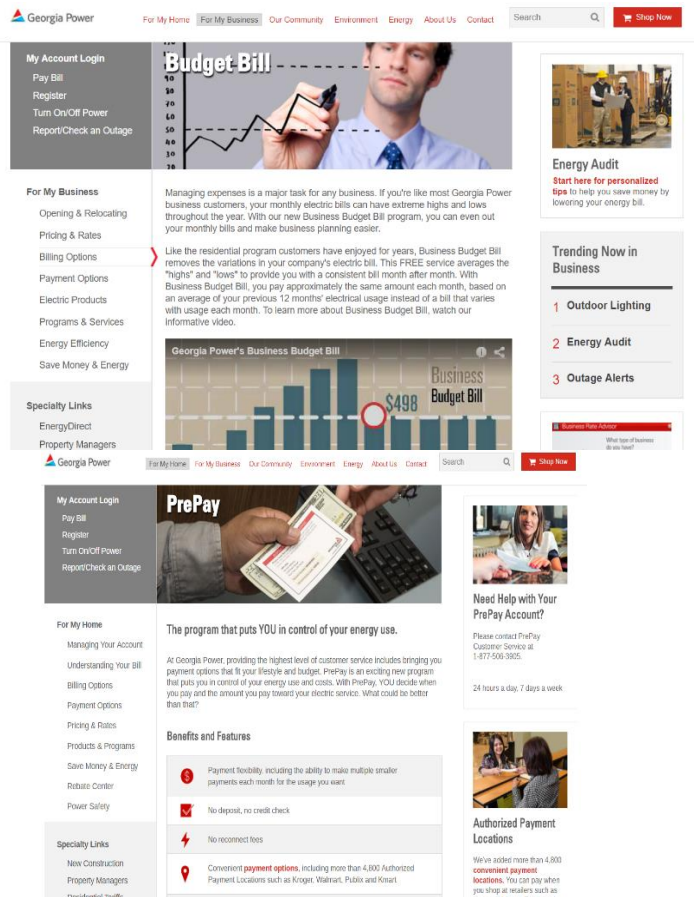 Georgia Power
For My Home For My Business Our Community Environment Energy About Us Contact Search Shop Now
My Account Login
Pay Bill
Register
Turn On/Off Power
Report/Check an Outage
Budget Bill
For My Business
Opening & Relocating
Pricing & Rates
Billing Options
Payment Options
Electric Products
Programs & Services
Energy Efficiency
Save Money & Energy
Specialty Links
EnergyDirect
Property Managers
Managing expenses is a major task for any business. If you're like most Georgia Power
business customers, your monthly electric bills can have extreme highs and lows
throughout the year. With our new Business Budget Bill program, you can even out
your monthly bills and make business planning easier.
Like the residential program customers have enjoyed for years, Business Budget Bill
removes the variations in your company's electric bill. This FREE service averages the
"highs" and "lows" to provide you with a consistent bill month after month. With
Business Budget Bill, you pay approximately the same amount each month, based on
an average of your previous 12 months' electrical usage instead of a bill that varies
with usage each month. To learn more about Business Budget Bill, watch our
informative video.
Georgia Power's Business Budget Bill
Business
Budget Bill
$498
Energy Audit
Start here for personalized
tips to help you save money by
lowering your energy bill.
Trending Now in
Business
1 Outdoor Lighting
2 Energy Audit
3 Outage Alerts
Business Rate Advisor
What type of business
do you have?
Georgia Power
For My Home For My Business Our Community Environment Energy About Us Contact Search Shop Now
My Account Login
Pay Bill
Register
Turn On/Off Power
Report/Check an Outage
PrePay
For My Home
Managing Your Account
Understanding Your Bill
Billing Options
Payment Options
Pricing & Rates
Products & Programs
Save Money & Energy
Rebate Center
Power Safety
Specialty Links
New Construction
Property Managers
Residential Tariffs
The program that puts YOU in control of your energy use.
At Georgia Power, providing the highest level of customer service includes bringing you
payment options that fit your lifestyle and budget. PrePay is an exciting new program
that puts you in control of your energy use and costs. With PrePay, YOU decide when
you pay and the amount you pay toward your electric service. What could be better
than that?
Benefits and Features
Payment flexibility, including the ability to make multiple smaller
payments each month for the usage you want
No deposit, no credit check
No reconnect fees
Convenient payment options, including more than 4,800 Authorized
Payment Locations such as Kroger, Walmart, Publix and Kmart
Need Help with Your
PrePay Account?
Please contact PrePay
Customer Service at
1-877-506-3905.
24 hours a day, 7 days a week
Authorized Payment
Locations
We've added more than 4,800
convenient payment
locations. You can pay when
you shop at retailers such as